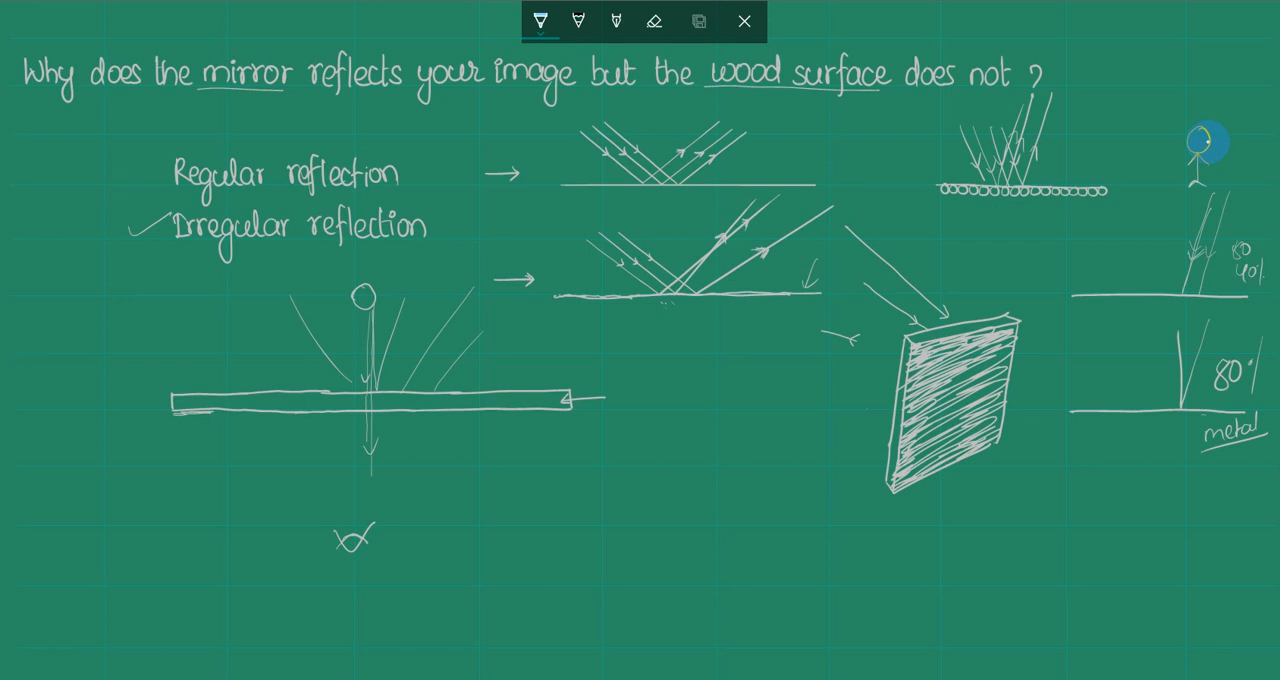 Why does the mirror reflects your image but the wood surface does not ?
Regular reflection
Irregular reflection
80
40%
80%
metal